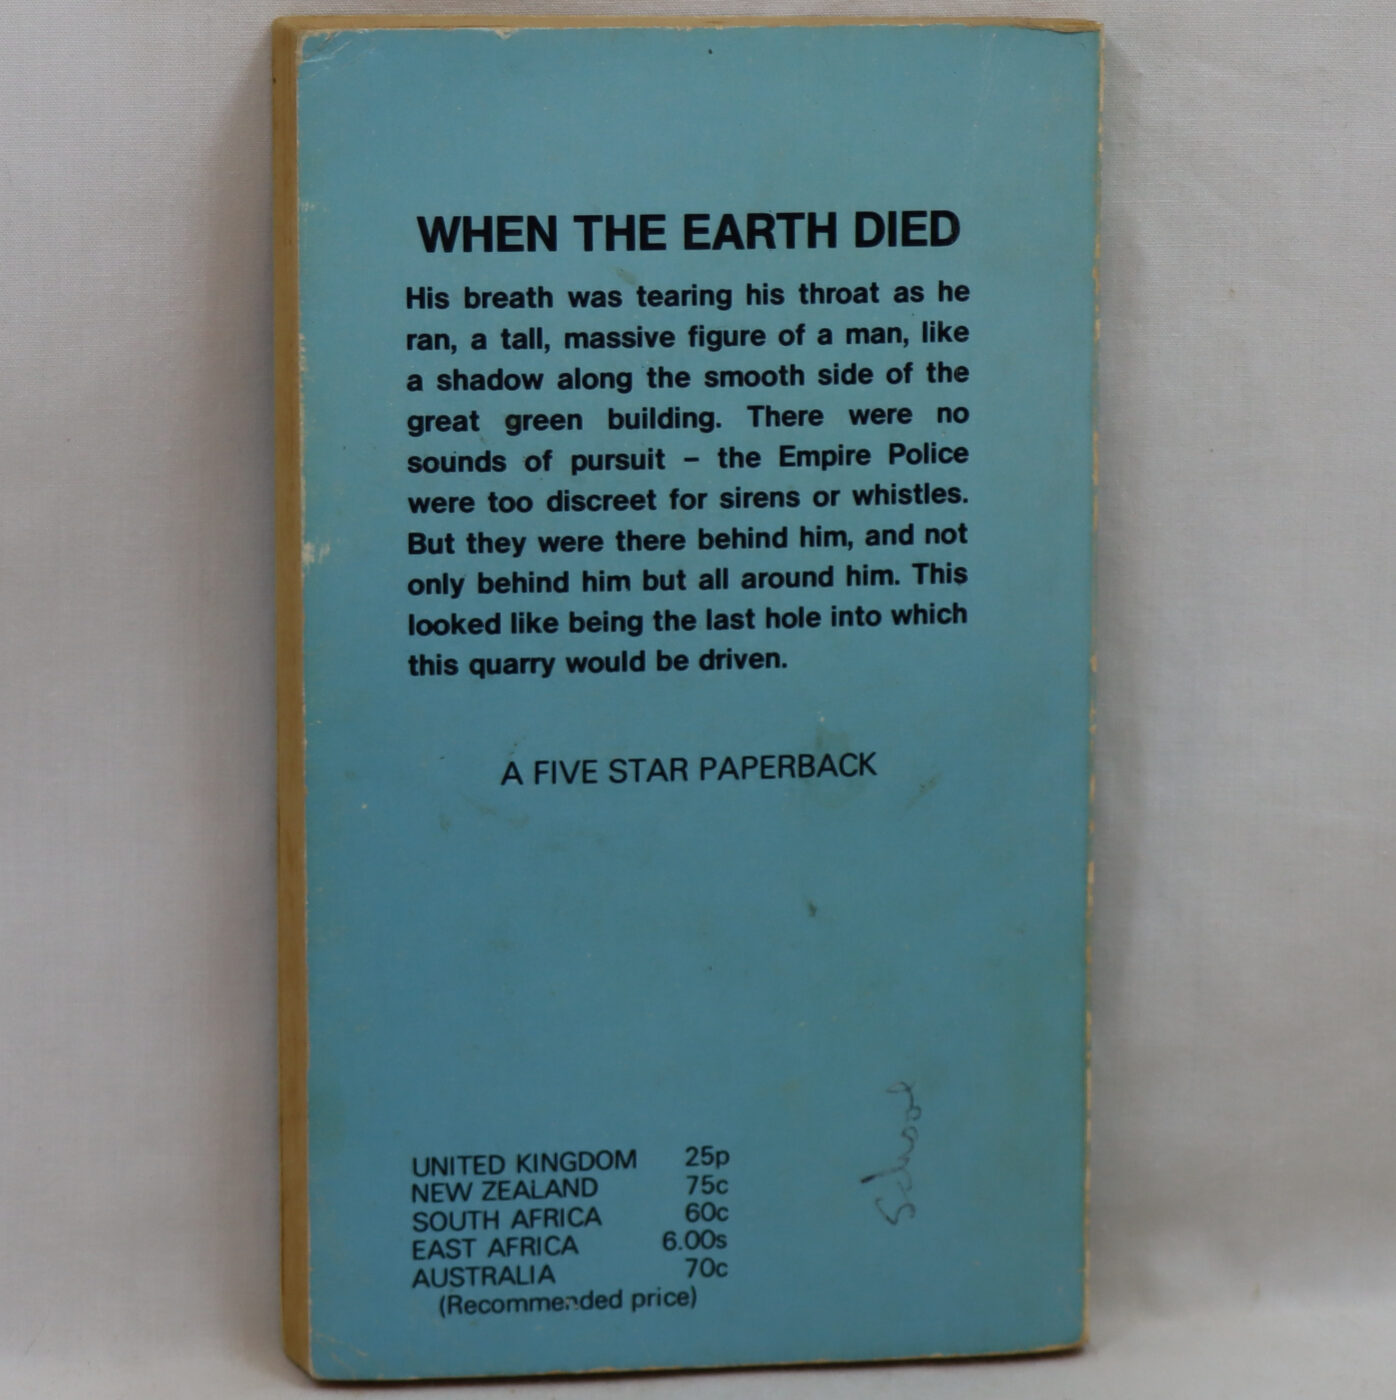 WHEN THE EARTH DIED
His breath was tearing his throat as he
ran, a tall, massive figure of a man, like
a shadow along the smooth side of the
great green building. There were no
sounds of pursuit – the Empire Police
were too discreet for sirens or whistles.
But they were there behind him, and not
only behind him but all around him. This
looked like being the last hole into which
this quarry would be driven.
A FIVE STAR PAPERBACK
UNITED KINGDOM 25p
NEW ZEALAND 75c
SOUTH AFRICA 60c
EAST AFRICA 6.00s
AUSTRALIA 70c
(Recommended price)